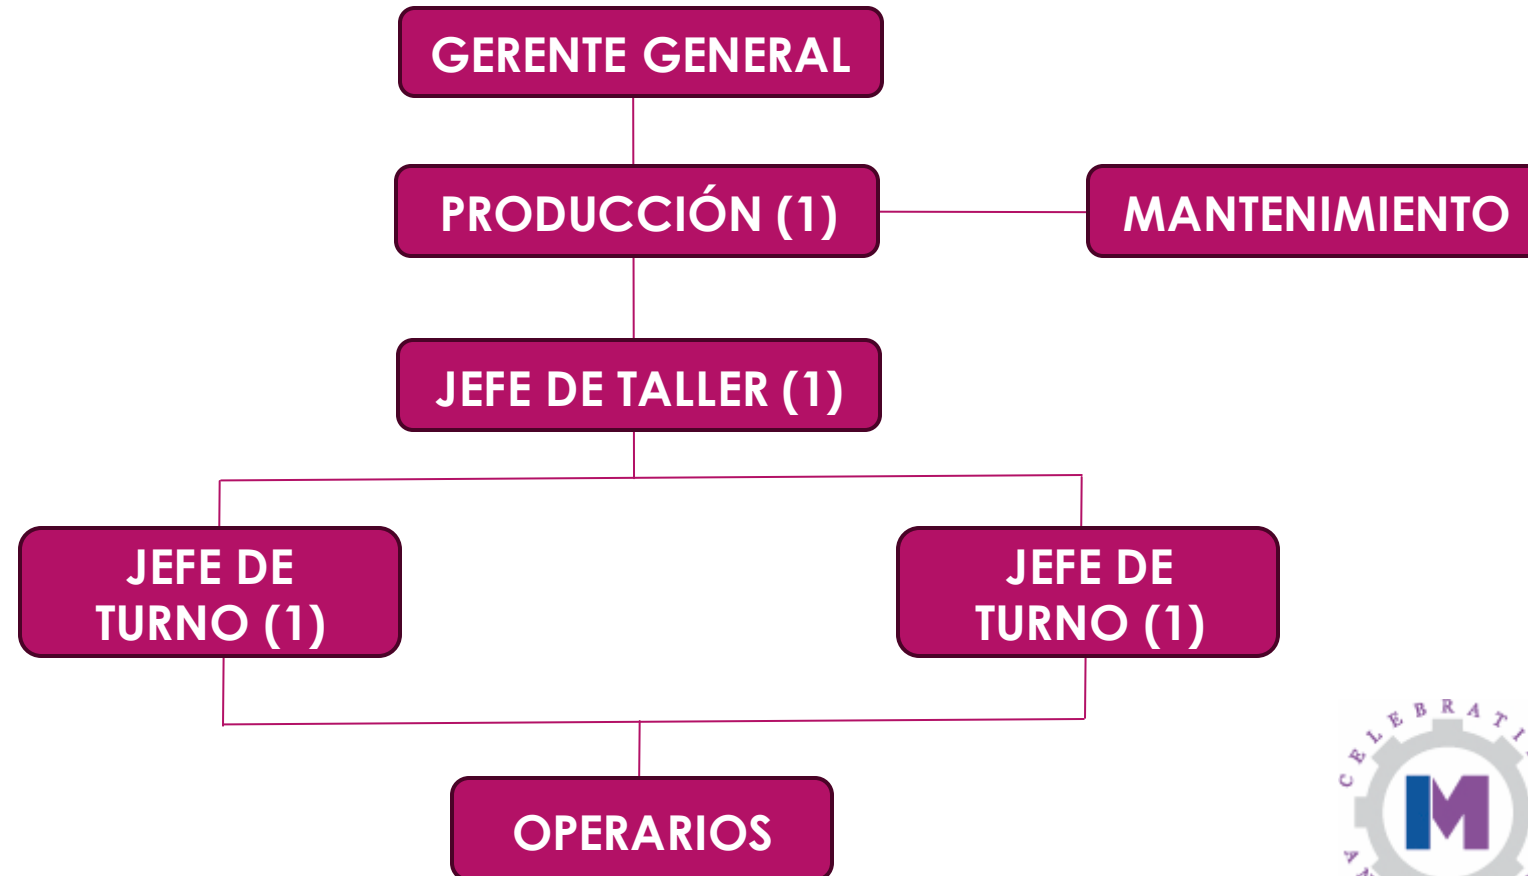 GERENTE GENERAL
PRODUCCIÓN (1)
MANTENIMIENTO
JEFE DE TALLER (1)
JEFE DE
TURNO (1)
JEFE DE
TURNO (1)
OPERARIOS
M